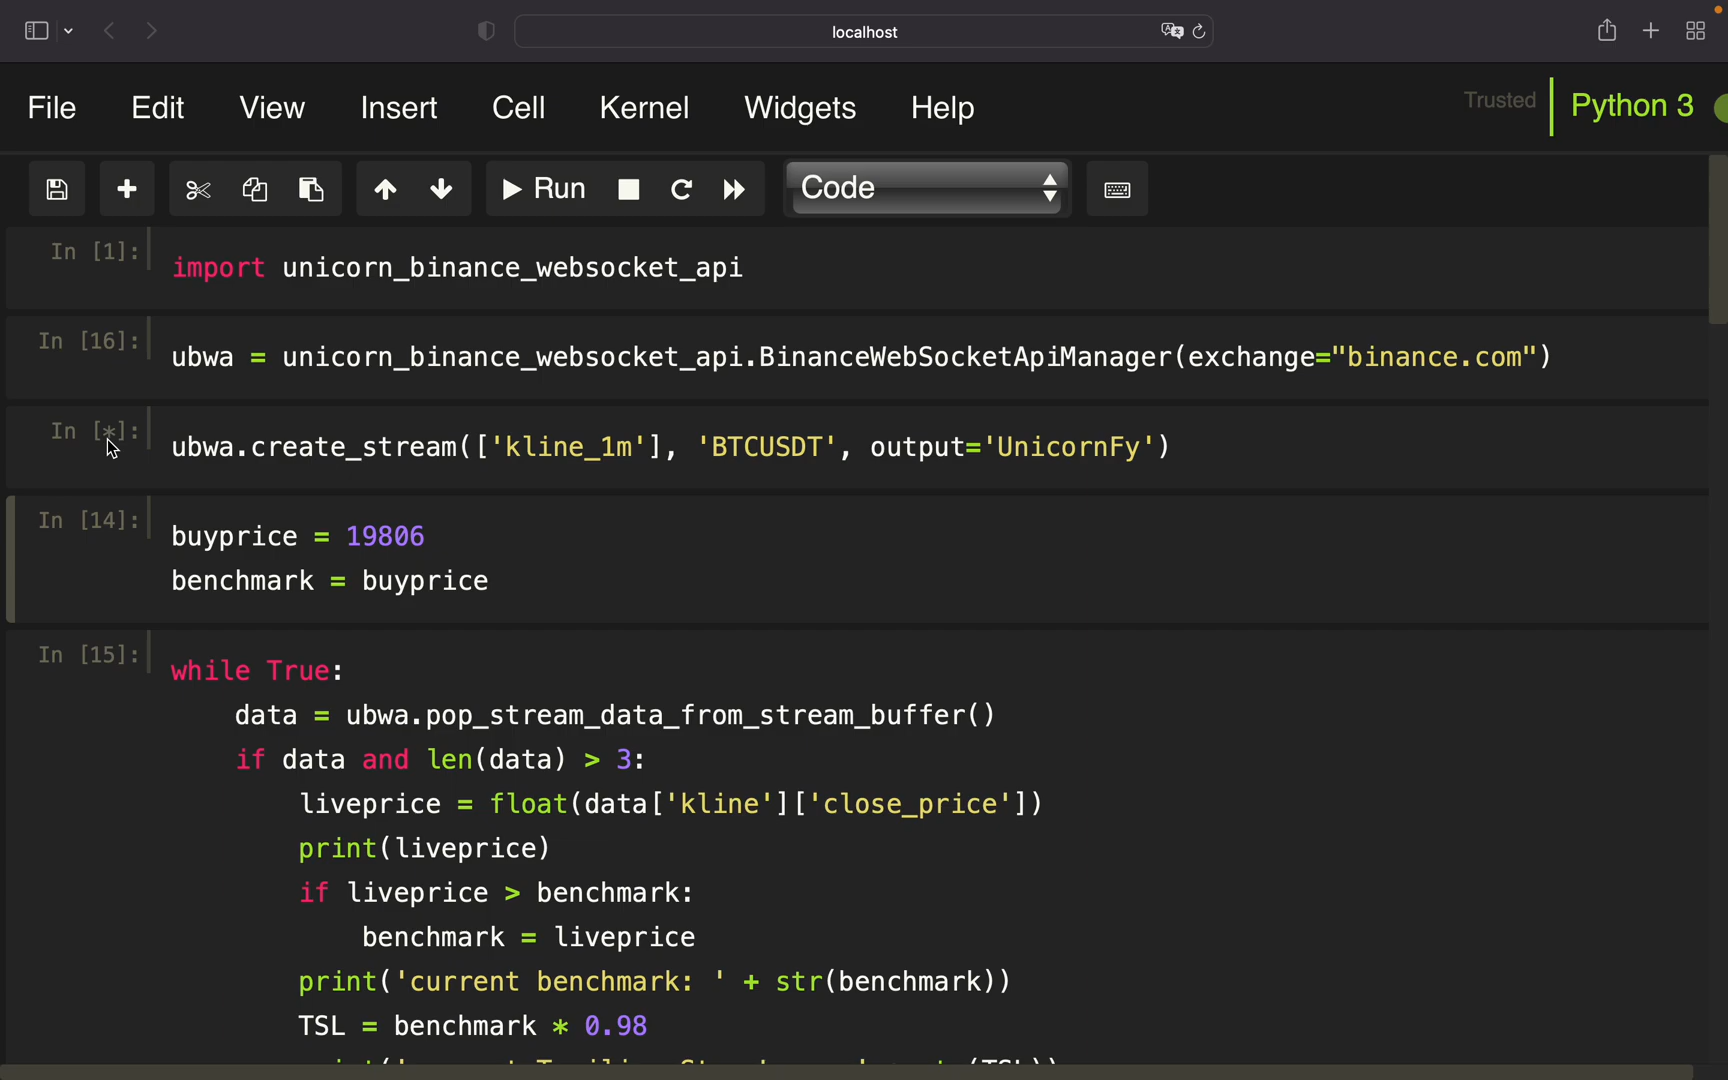 localhost
File Edit View Insert Cell Kernel Widgets Help Trusted Python 3
Run Code
In [1]: import unicorn_binance_websocket_api
In [16]: ubwa = unicorn_binance_websocket_api.BinanceWebSocketApiManager(exchange="binance.com")
In [*]: ubwa.create_stream(['kline_1m'], 'BTCUSDT', output='UnicornFy')
In [14]: buyprice = 19806
benchmark = buyprice
In [15]: while True:
data = ubwa.pop_stream_data_from_stream_buffer()
if data and len(data) > 3:
liveprice = float(data['kline']['close_price'])
print(liveprice)
if liveprice > benchmark:
benchmark = liveprice
print('current benchmark: ' + str(benchmark))
TSL = benchmark * 0.98